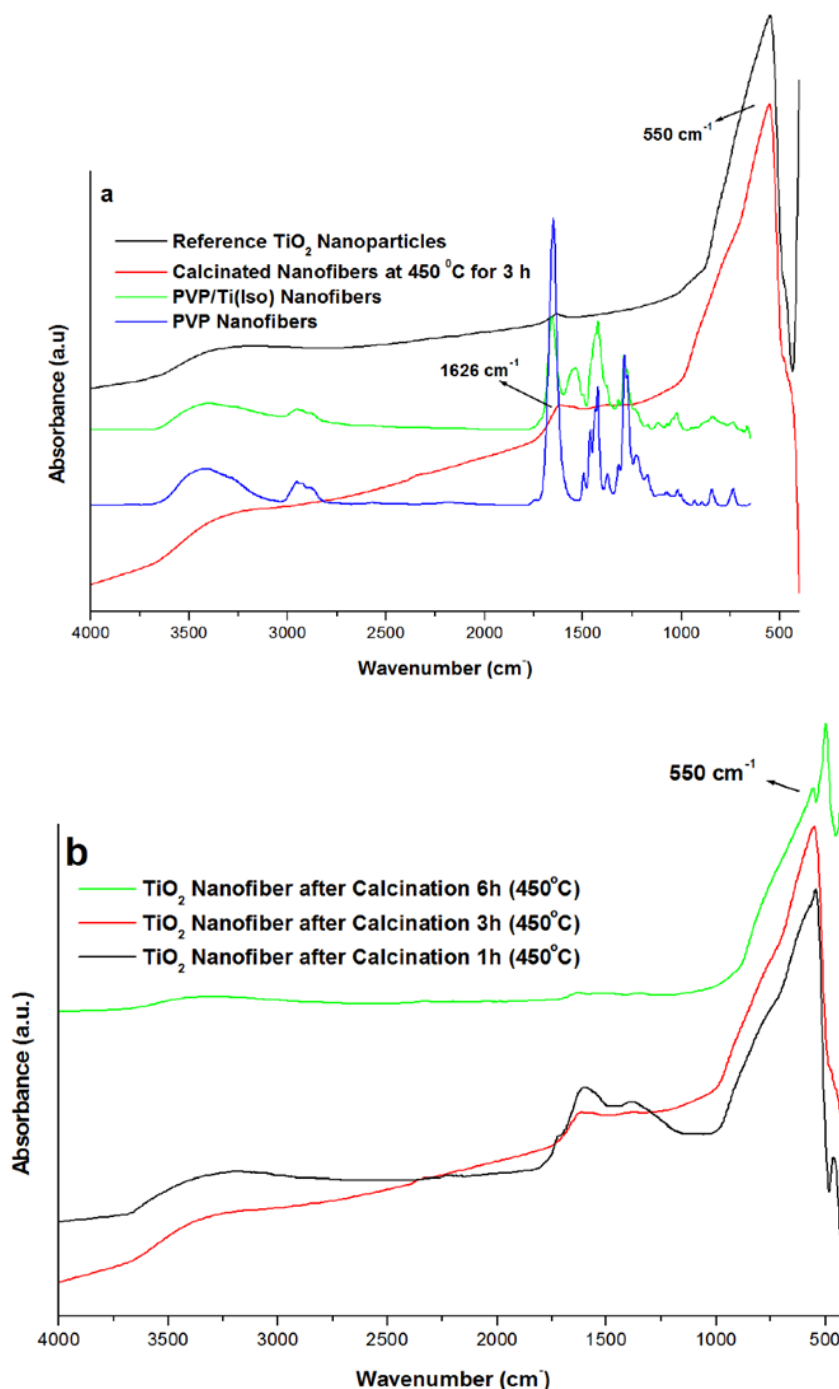 550 cm⁻¹
a
Reference TiO₂ Nanoparticles
Calcinated Nanofibers at 450 ⁰C for 3 h
PVP/Ti(Iso) Nanofibers
PVP Nanofibers
1626 cm⁻¹
Absorbance (a.u)
4000 3500 3000 2500 2000 1500 1000 500
Wavenumber (cm⁻)
550 cm⁻¹
b
TiO₂ Nanofiber after Calcination 6h (450°C)
TiO₂ Nanofiber after Calcination 3h (450°C)
TiO₂ Nanofiber after Calcination 1h (450°C)
Absorbance (a.u.)
4000 3500 3000 2500 2000 1500 1000 500
Wavenumber (cm⁻)